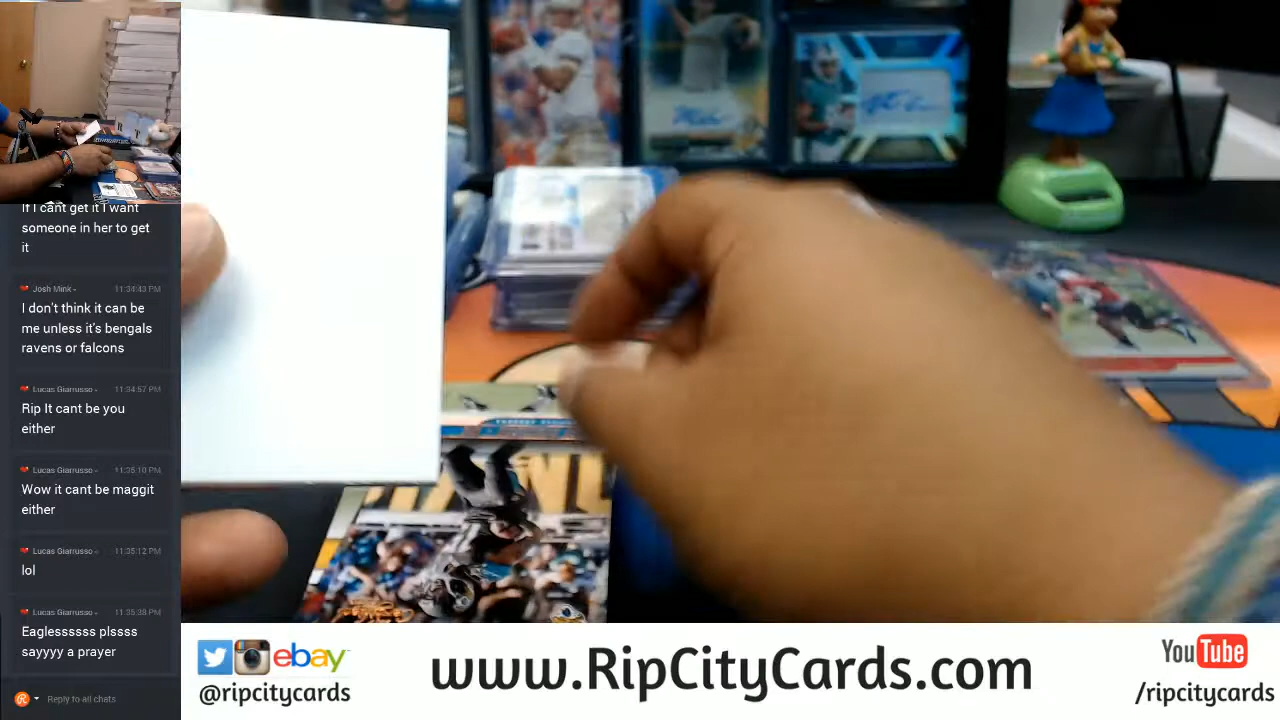 If I cant get it I want
someone in her to get
it
Josh Mink 11:34:43 PM
I don't think it can be
me unless it's bengals
ravens or falcons
Lucas Giarrusso 11:34:57 PM
Rip It cant be you
either
Lucas Giarrusso 11:35:10 PM
Wow it cant be maggit
either
Lucas Giarrusso 11:35:12 PM
lol
Lucas Giarrusso 11:35:38 PM
Eaglessssss plssss
sayyyy a prayer
Reply to all chats
ebay
@ripcitycards
www.RipCityCards.com
YouTube
/ripcitycards